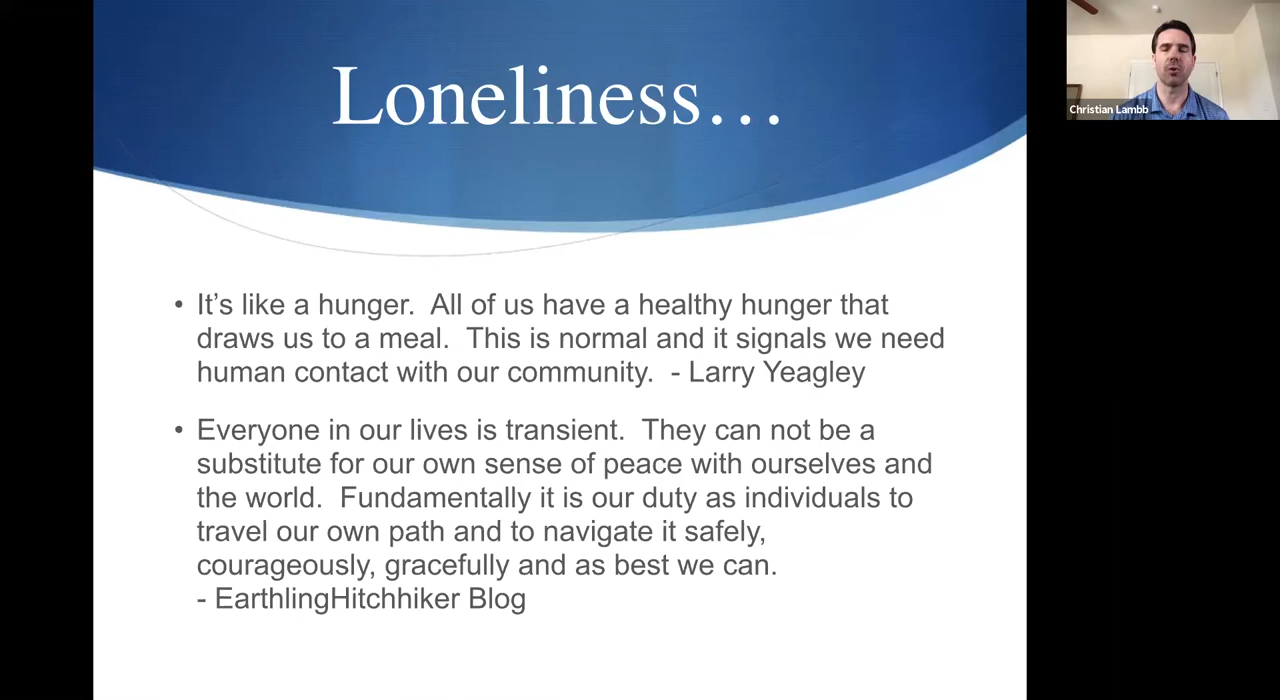 Loneliness…
Christian Lambb
• It’s like a hunger.  All of us have a healthy hunger that
draws us to a meal.  This is normal and it signals we need
human contact with our community.  - Larry Yeagley
• Everyone in our lives is transient.  They can not be a
substitute for our own sense of peace with ourselves and
the world.  Fundamentally it is our duty as individuals to
travel our own path and to navigate it safely,
courageously, gracefully and as best we can.
- EarthlingHitchhiker Blog